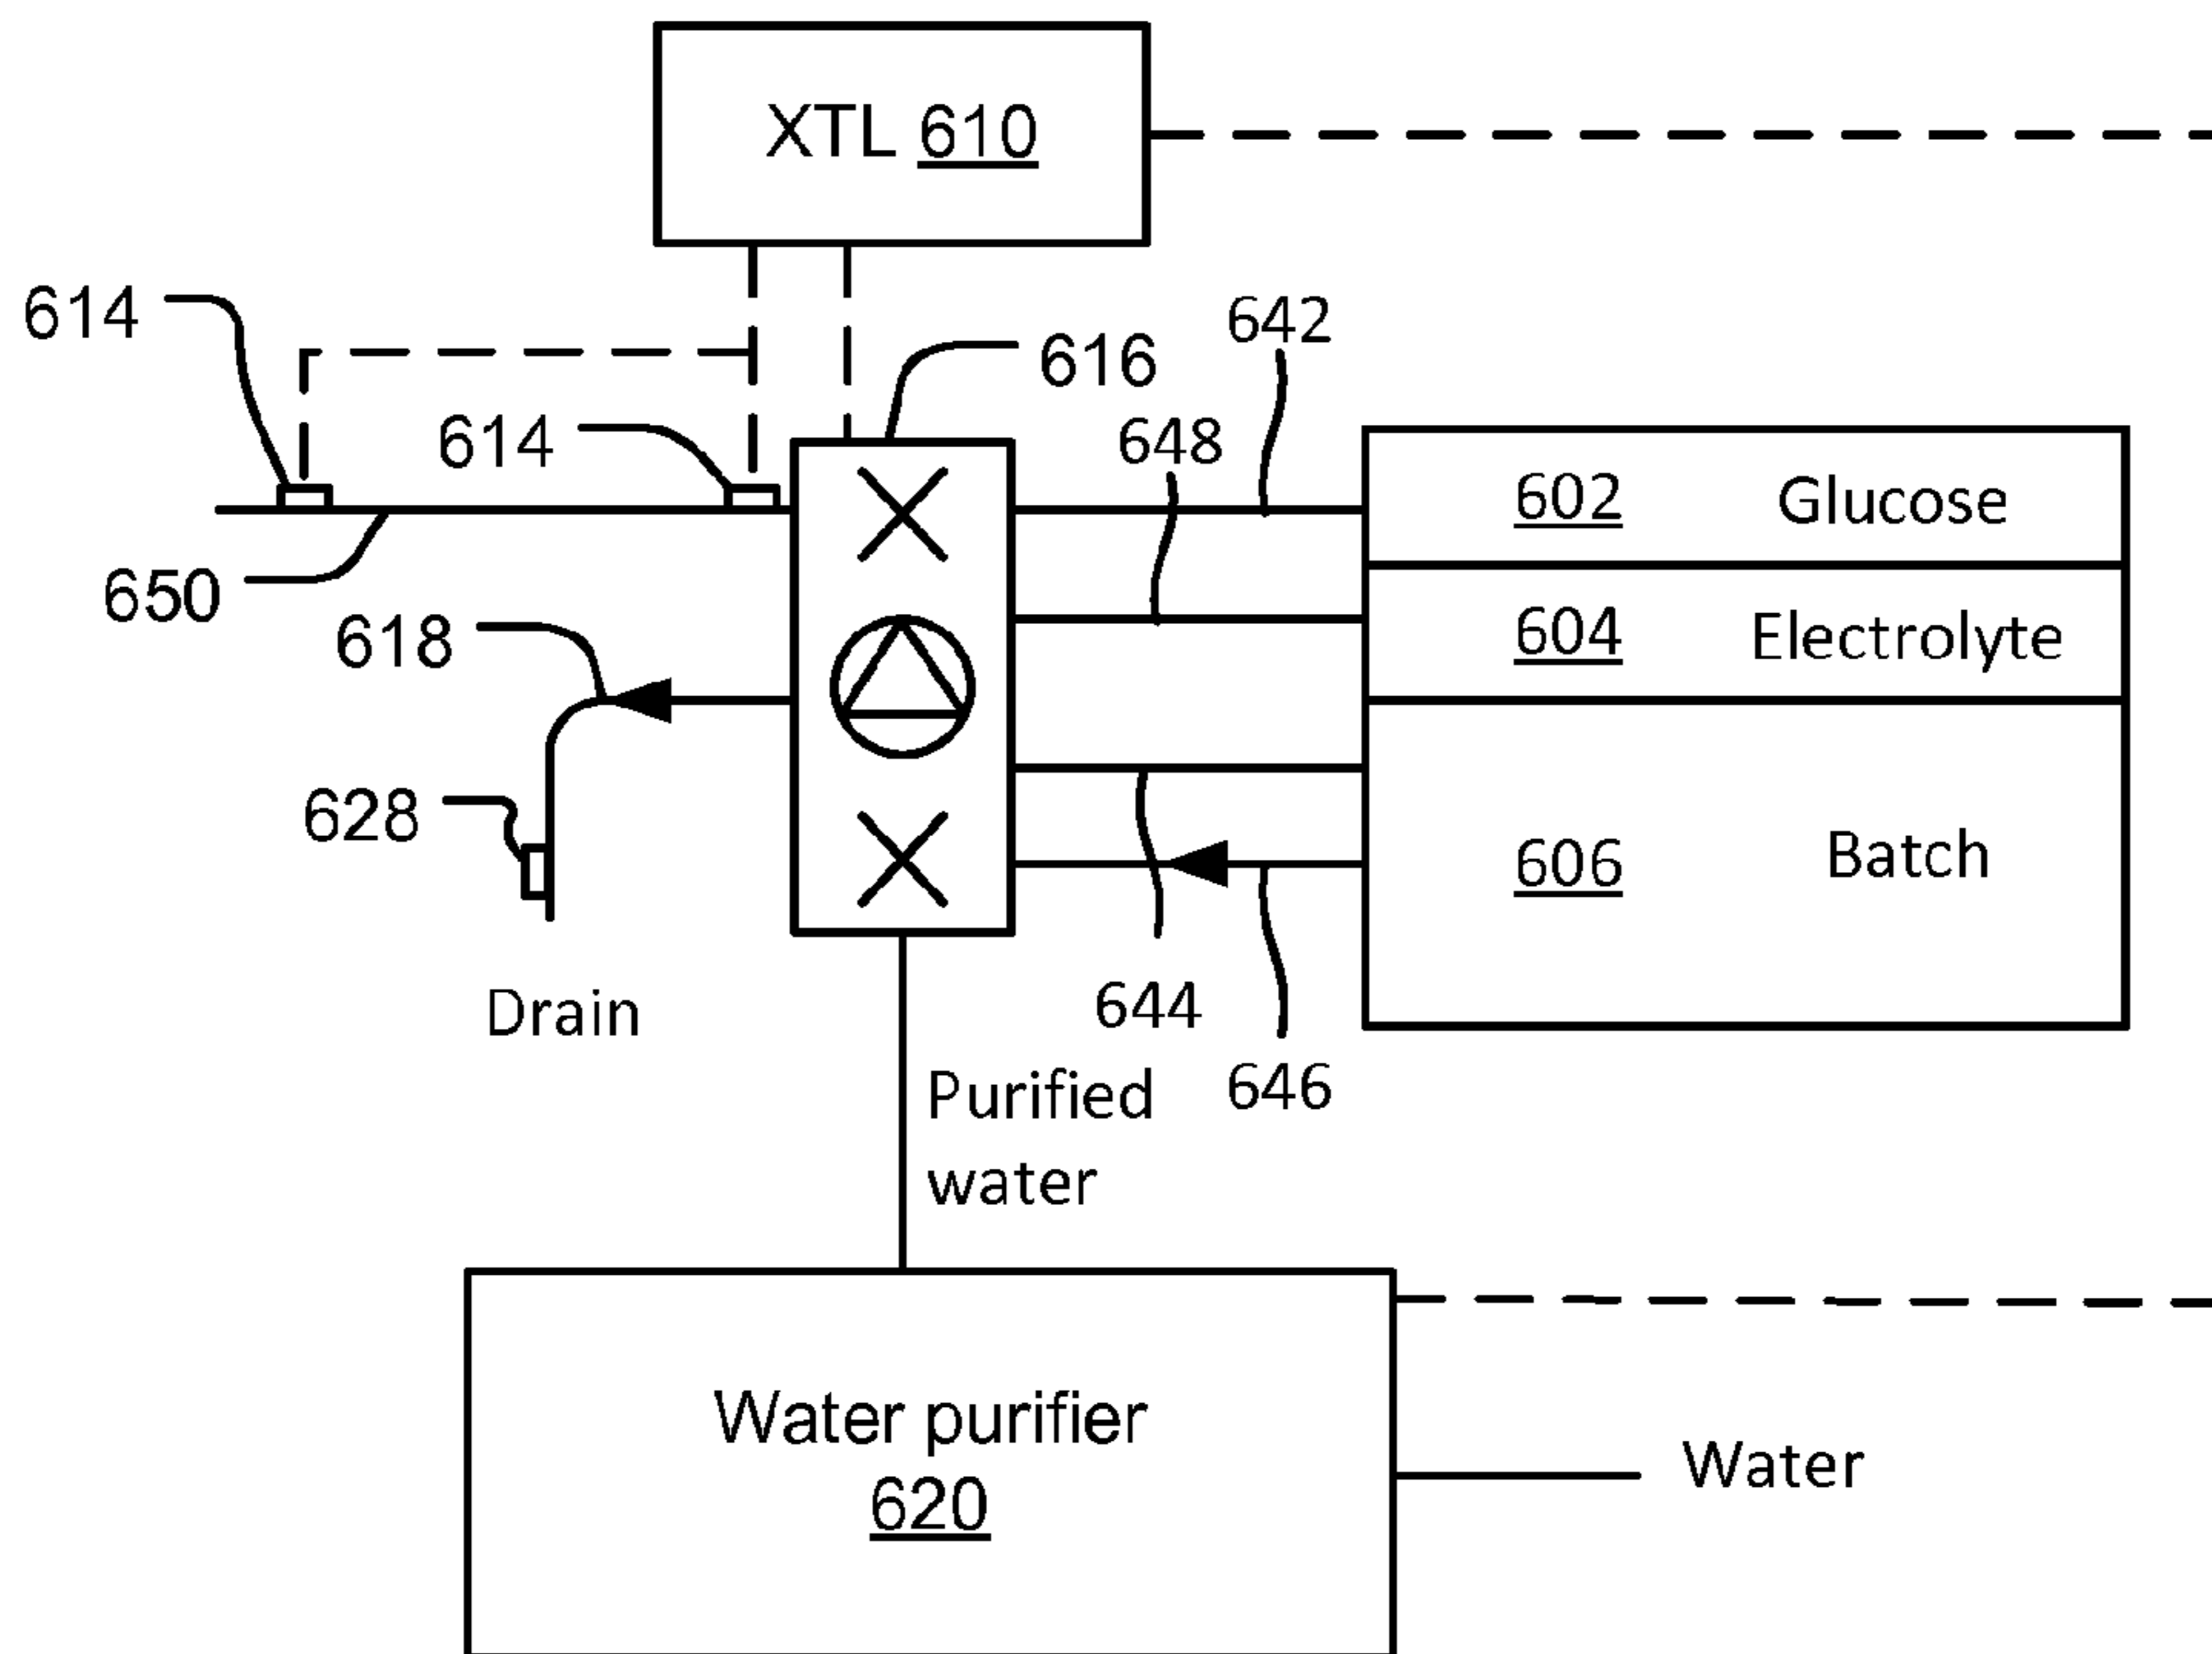 XTL 610
614
642
616
614
648
602 Glucose
650
618
604 Electrolyte
628
606 Batch
Drain
644
646
Purified
water
Water purifier
620
Water